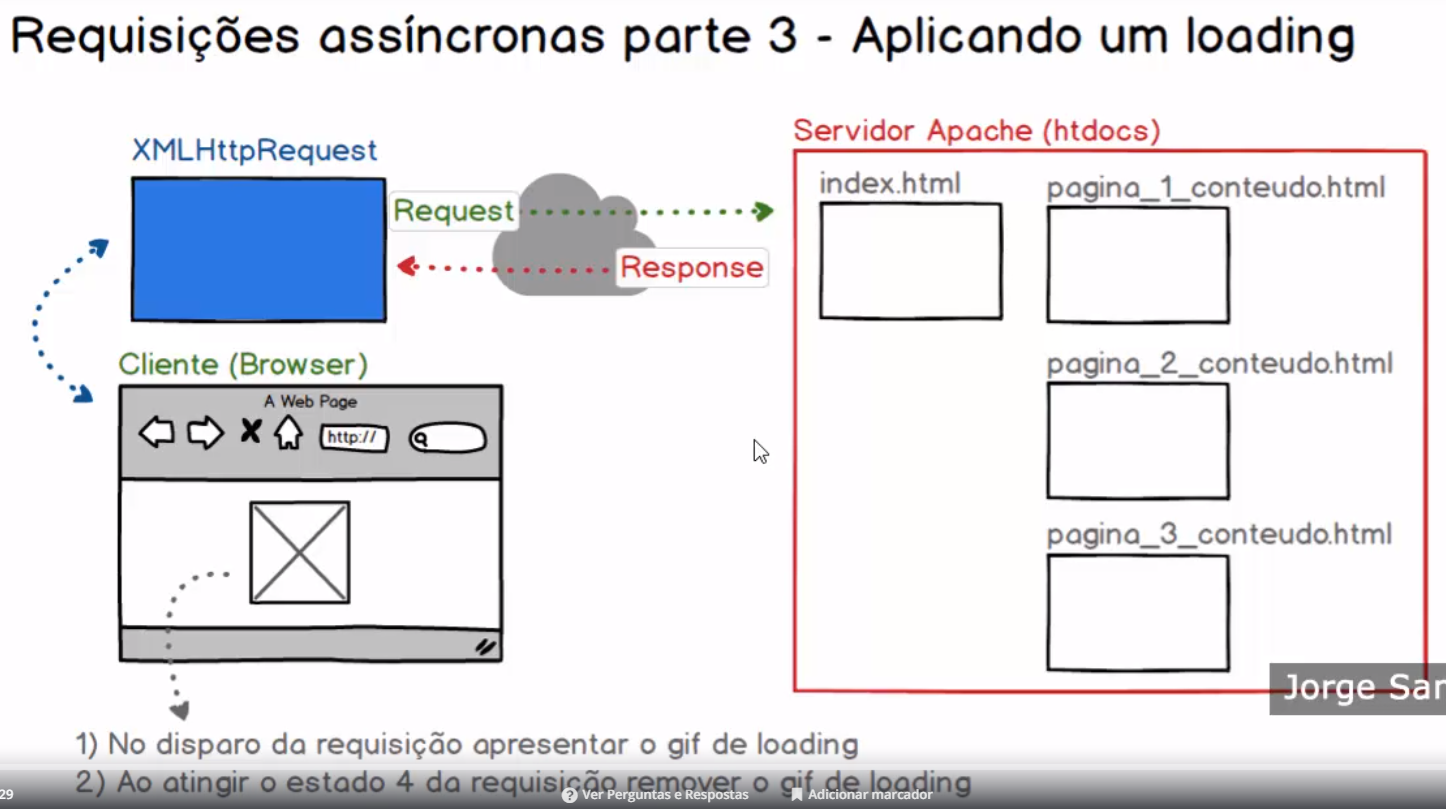 Requisições assíncronas parte 3 - Aplicando um loading
XMLHttpRequest
Request
Response
Servidor Apache (htdocs)
index.html
pagina_1_conteudo.html
pagina_2_conteudo.html
pagina_3_conteudo.html
Cliente (Browser)
A Web Page
http://
Jorge
1) No disparo da requisição apresentar o gif de loading
2) Ao atingir o estado 4 da requisição remover o gif de loading
29
Ver Perguntas e Respostas
Adicionar marcador